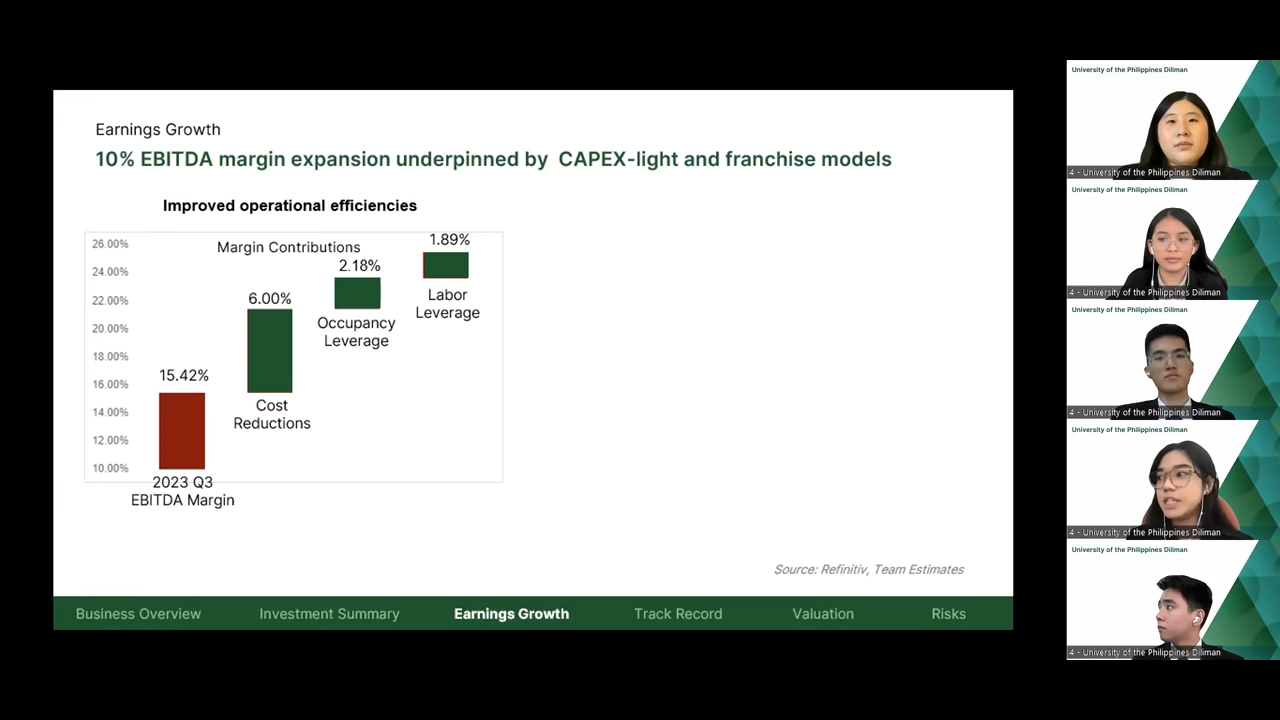 Earnings Growth
10% EBITDA margin expansion underpinned by CAPEX-light and franchise models
Improved operational efficiencies
26.00%
24.00%
22.00%
20.00%
18.00%
16.00%
14.00%
12.00%
10.00%
Margin Contributions
15.42%
2023 Q3
EBITDA Margin
6.00%
Cost
Reductions
2.18%
Occupancy
Leverage
1.89%
Labor
Leverage
Source: Refinitiv, Team Estimates
Business Overview
Investment Summary
Earnings Growth
Track Record
Valuation
Risks
University of the Philippines Diliman
4 - University of the Philippines Diliman
University of the Philippines Diliman
4 - University of the Philippines Diliman
University of the Philippines Diliman
4 - University of the Philippines Diliman
University of the Philippines Diliman
4 - University of the Philippines Diliman
University of the Philippines Diliman
4 - University of the Philippines Diliman